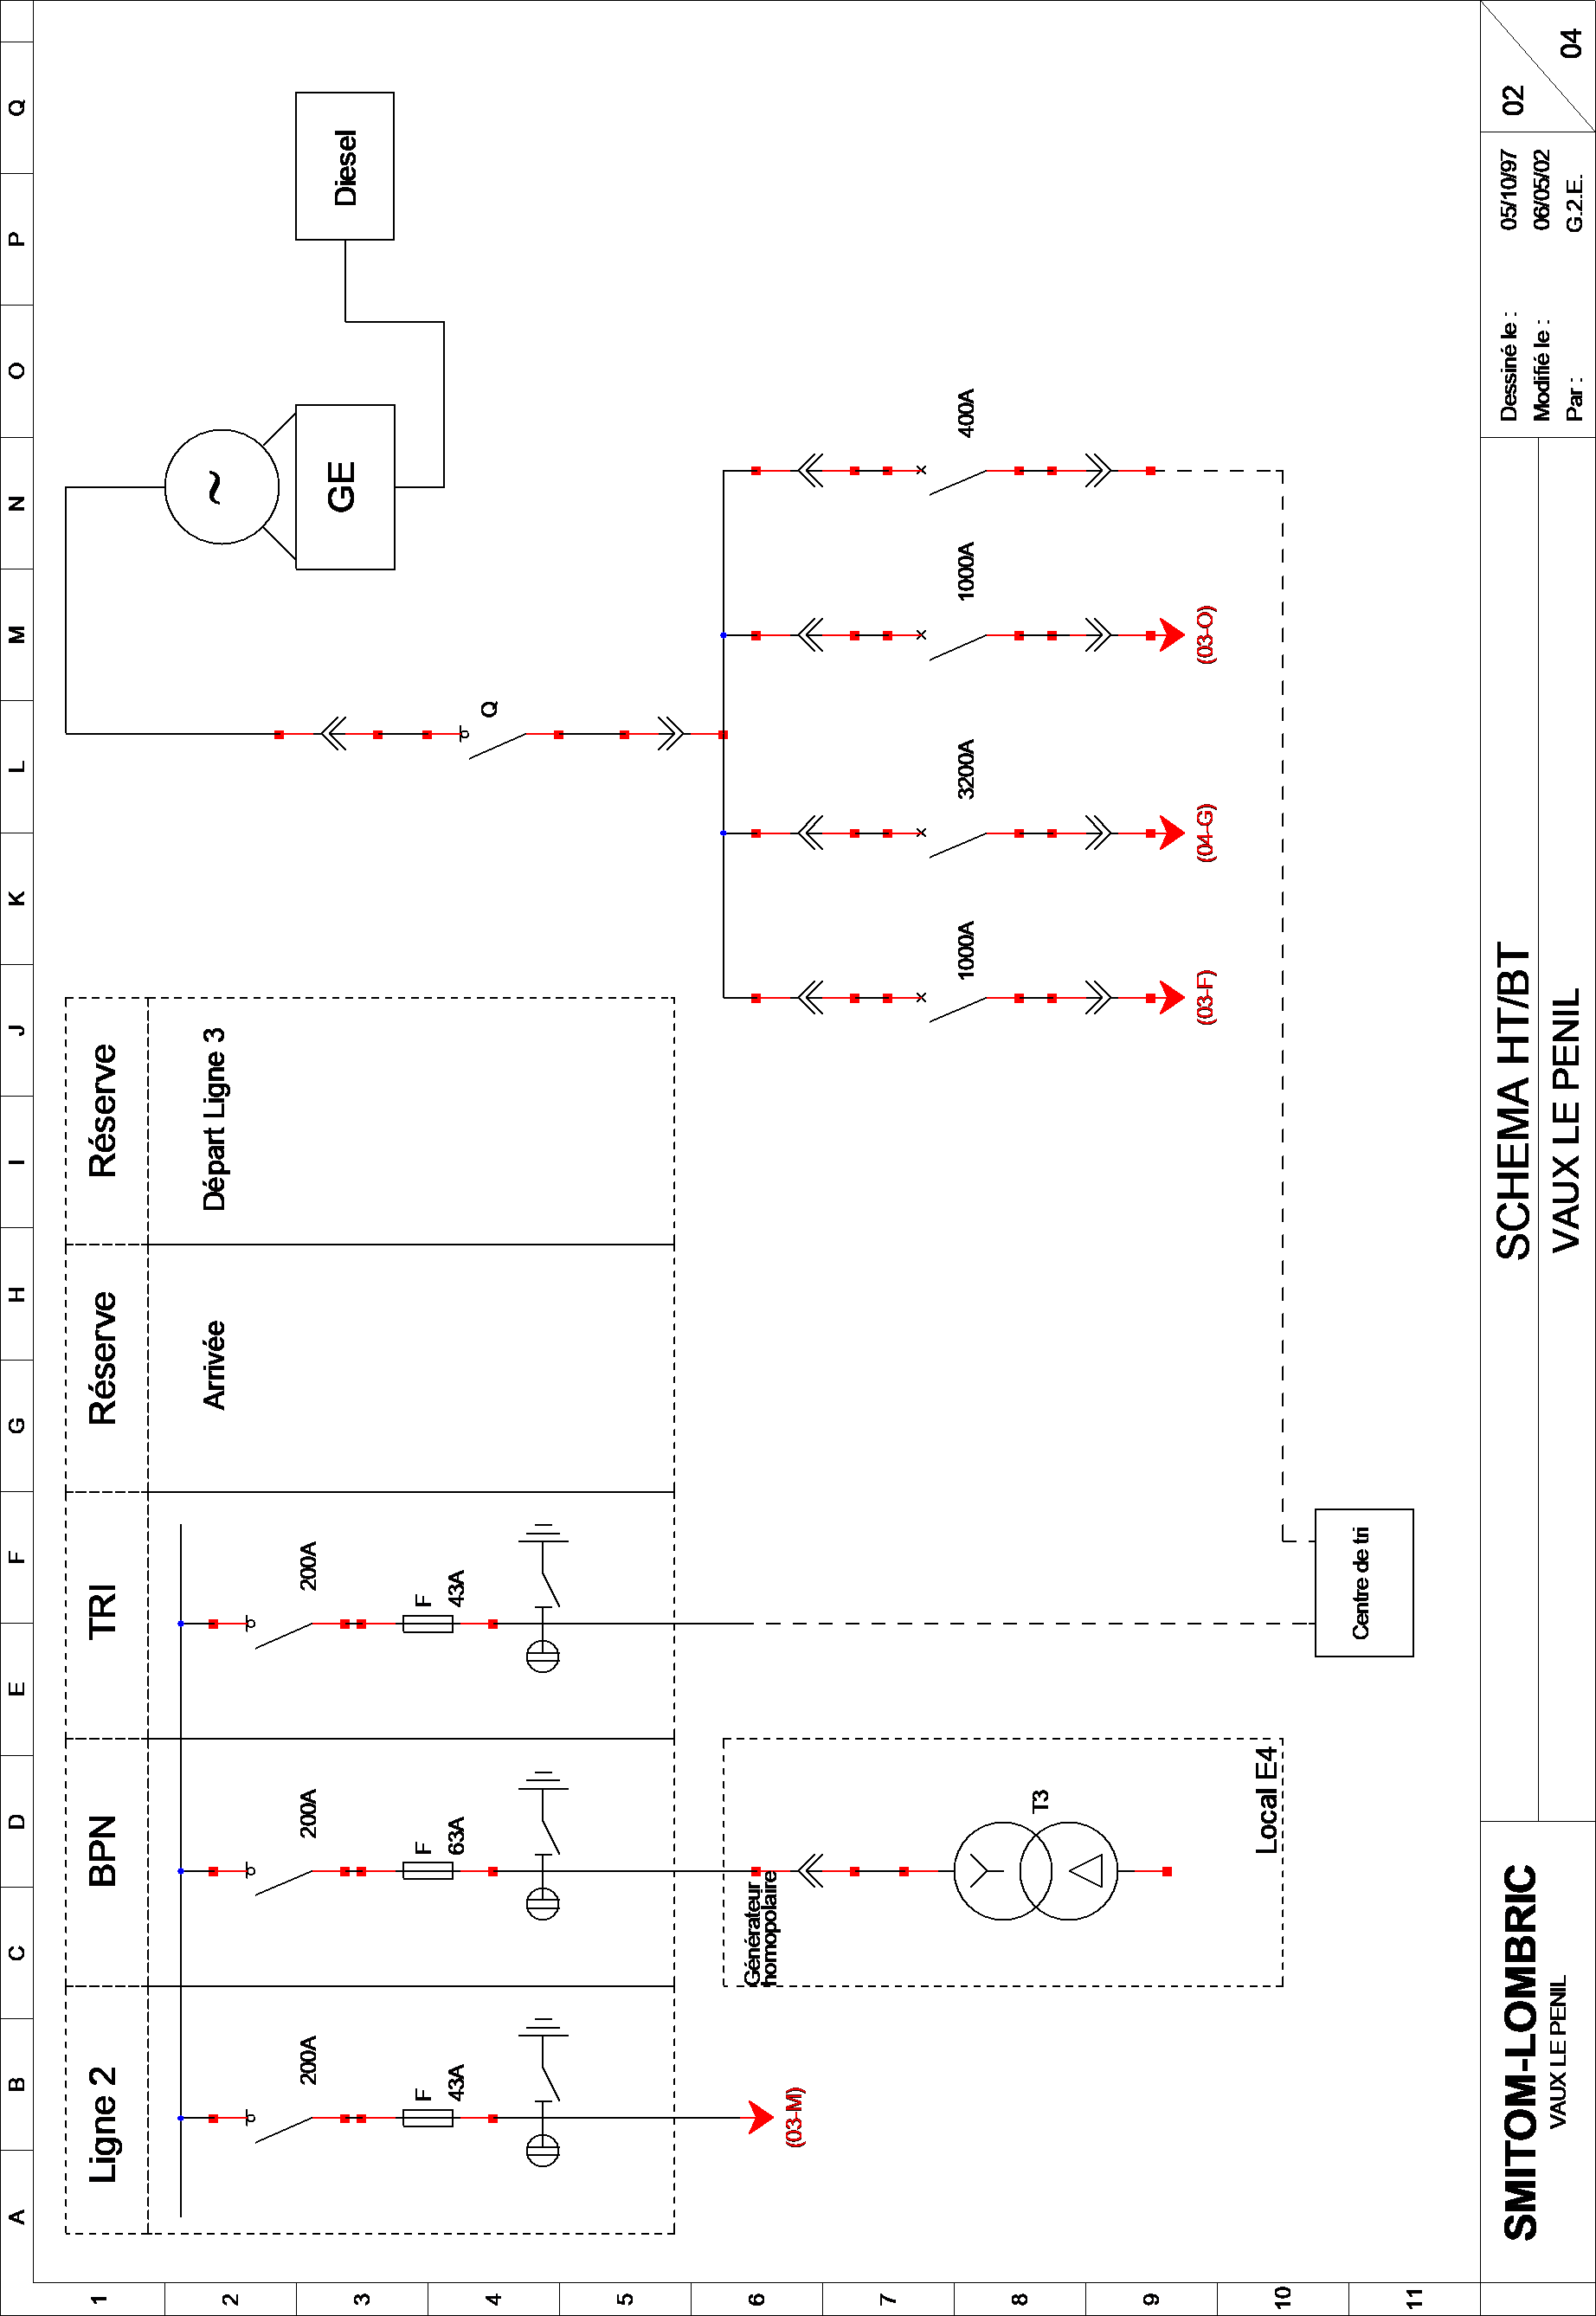 A B C D E F G H I J K L M N O P Q
1
2
3
4
5
6
7
8
9
10
11
Ligne 2
BPN
TRI
Réserve
Réserve
Arrivée
Départ Ligne 3
200A
200A
200A
F
43A
F
63A
F
43A
(03-M)
Générateur
homopolaire
T3
Local E4
Centre de tri
~
GE
Diesel
Q
1000A
3200A
1000A
400A
(03-F)
(04-G)
(03-O)
SMITOM-LOMBRIC
VAUX LE PENIL
SCHEMA HT/BT
VAUX LE PENIL
Dessiné le : 05/10/97
Modifié le : 06/05/02
Par : G.2.E.
02
04